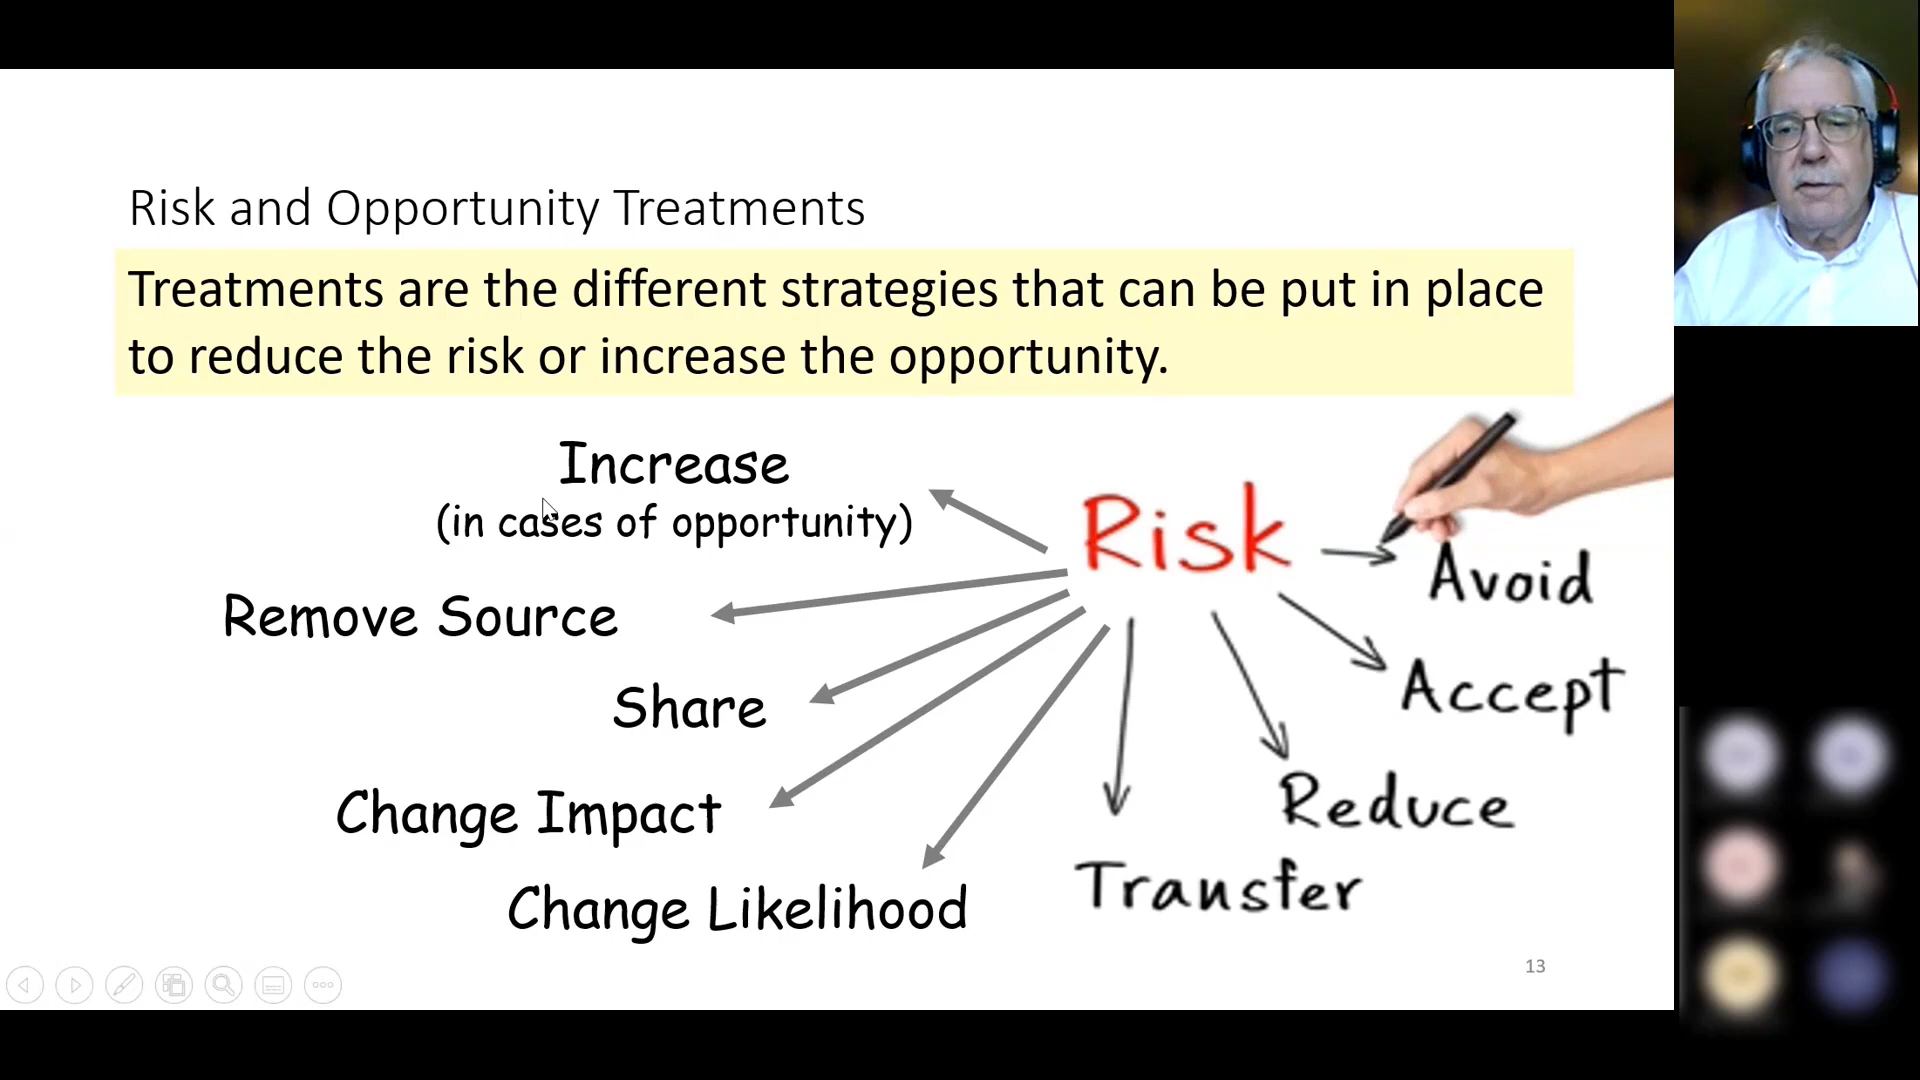 Risk and Opportunity Treatments
Treatments are the different strategies that can be put in place
to reduce the risk or increase the opportunity.
Increase
(in cases of opportunity)
Risk
Avoid
Remove Source
Accept
Share
Change Impact
Reduce
Transfer
Change Likelihood
13